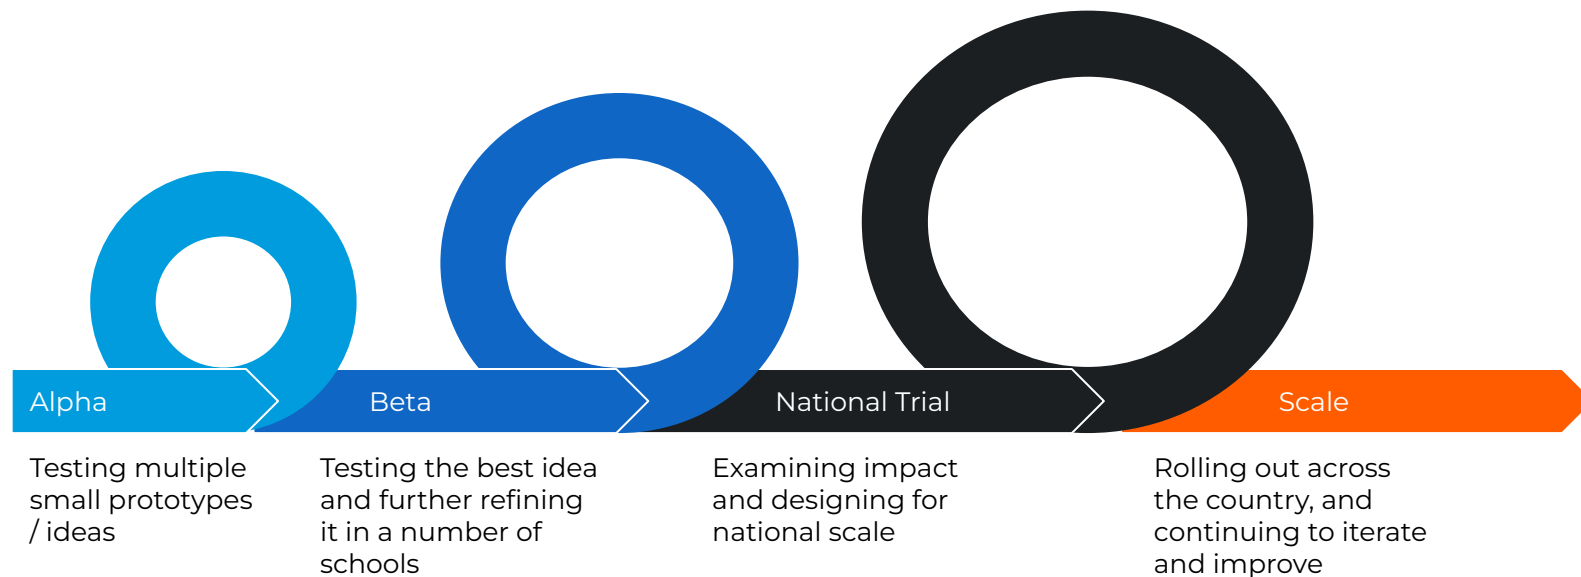 Alpha
Beta
National Trial
Scale
Testing multiple
small prototypes
/ ideas
Testing the best idea
and further refining
it in a number of
schools
Examining impact
and designing for
national scale
Rolling out across
the country, and
continuing to iterate
and improve